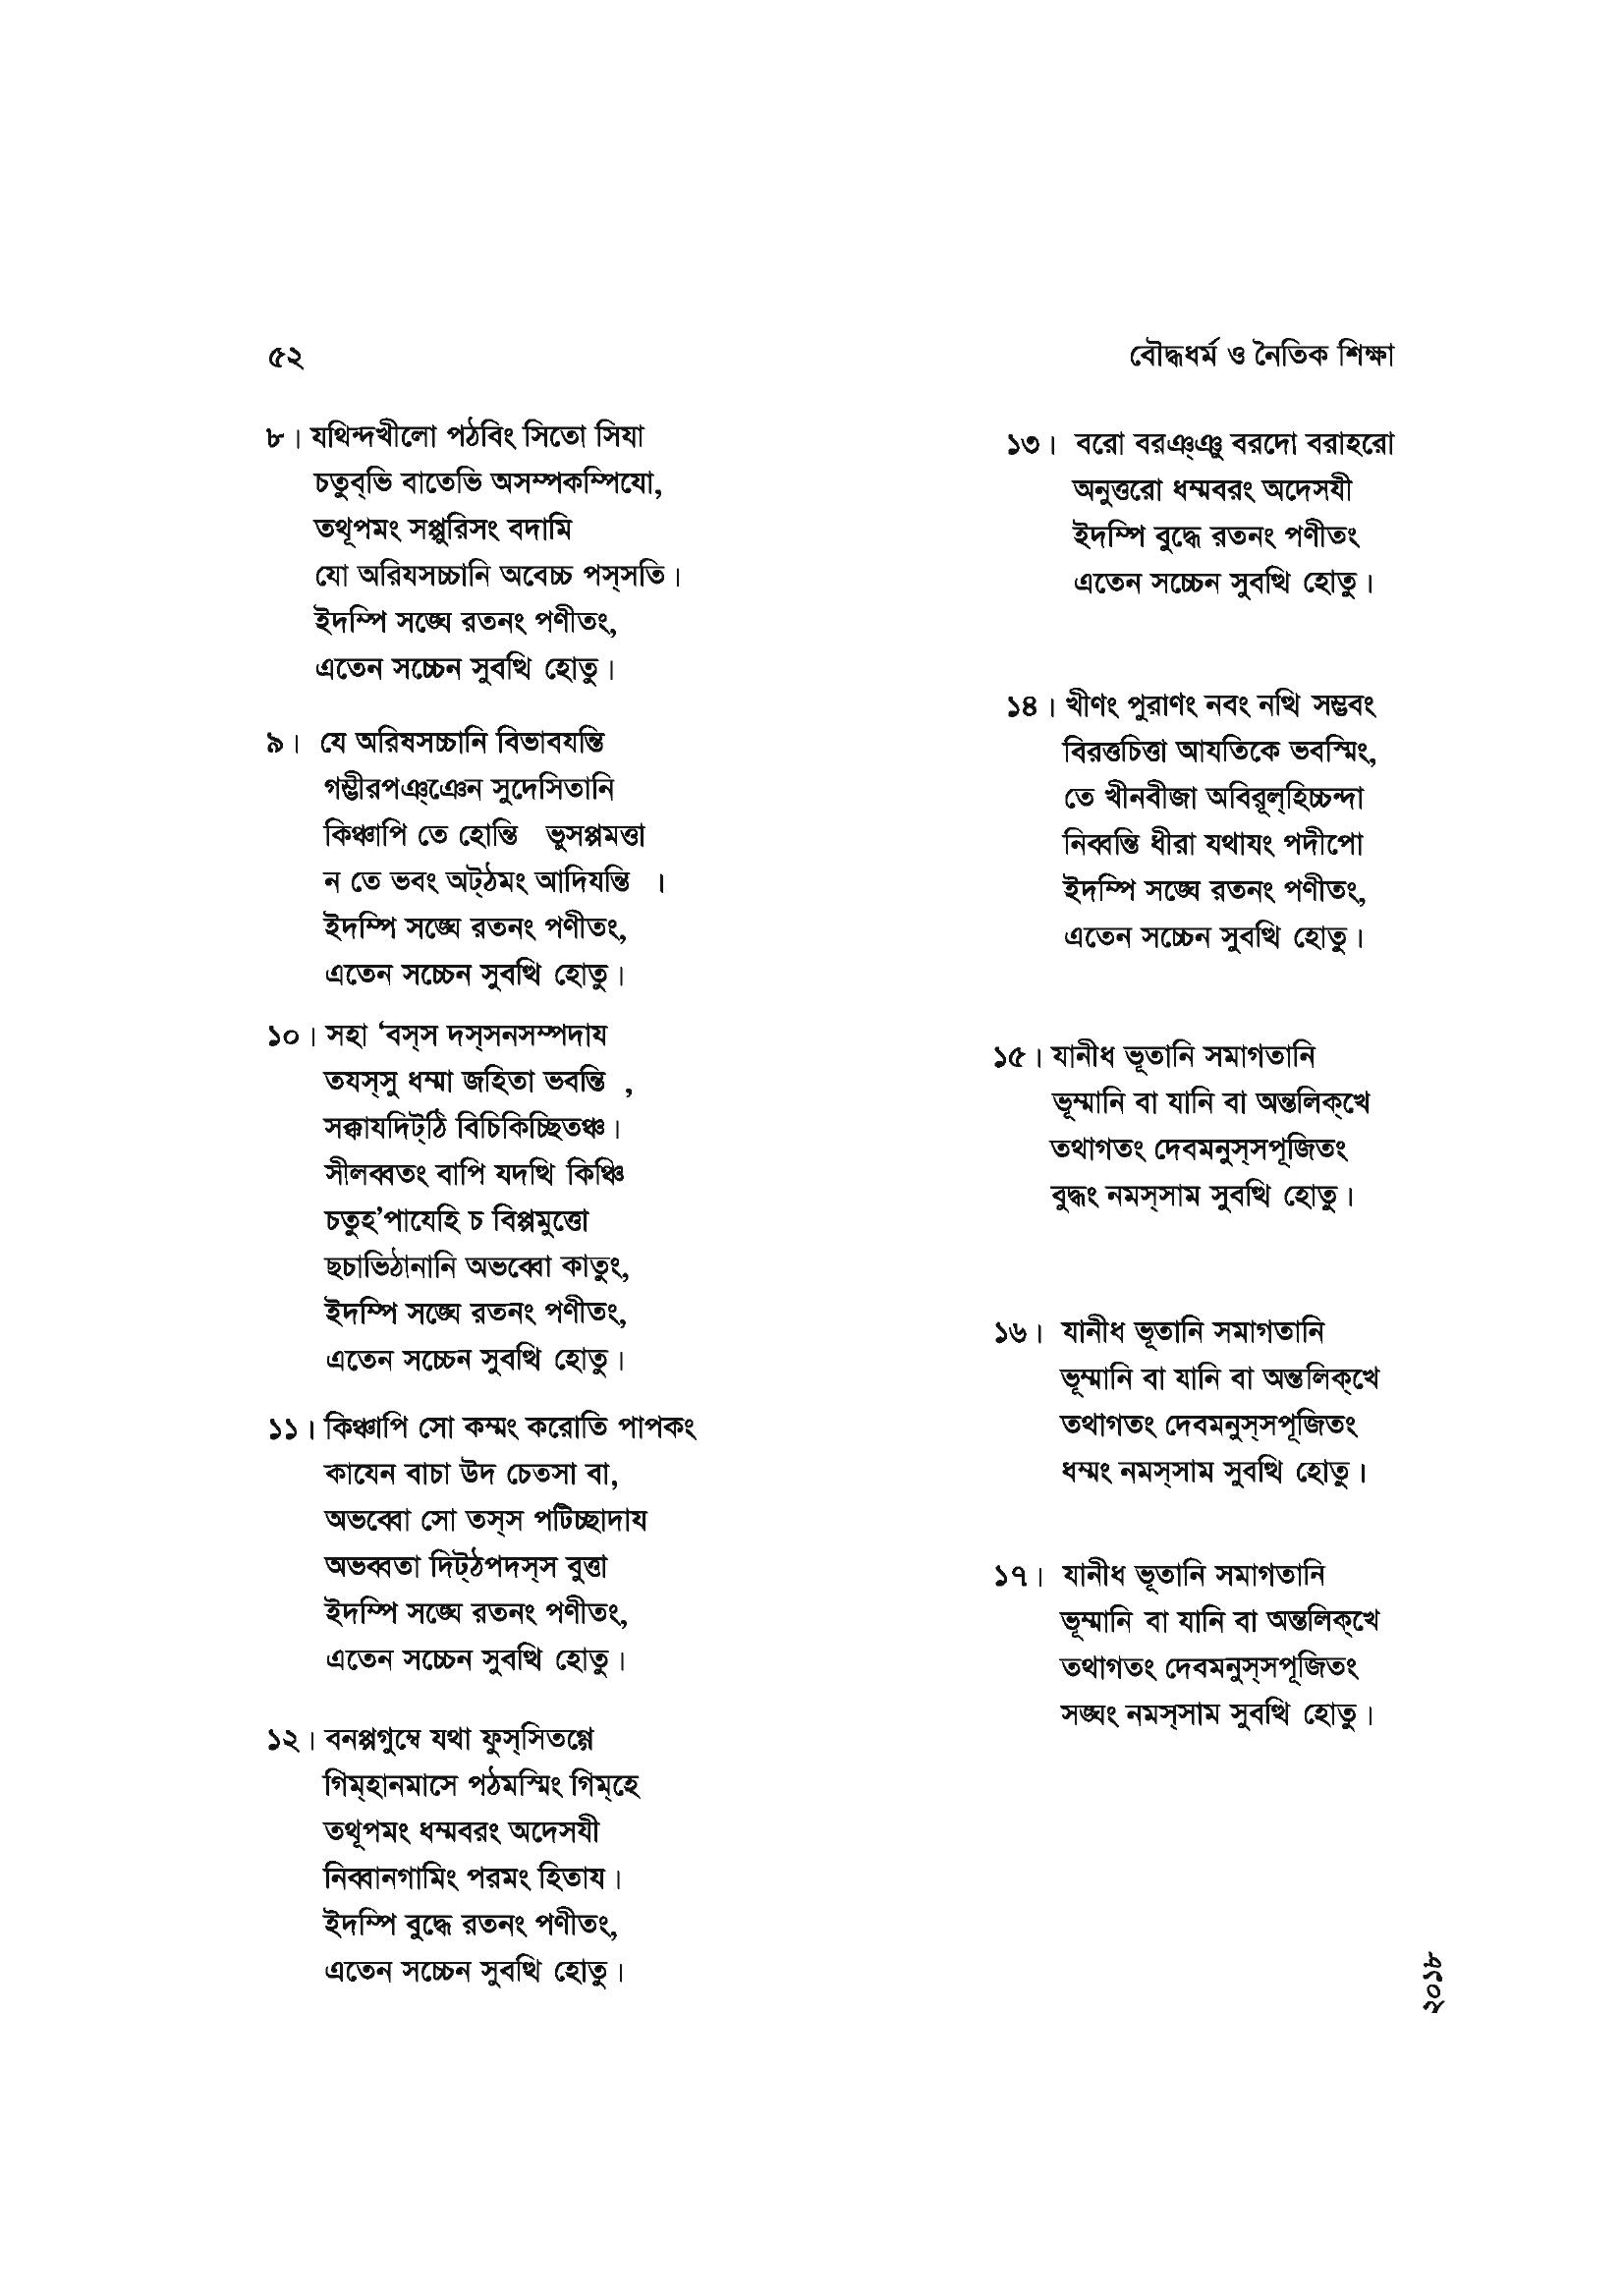 ৫২
বৌদ্ধধর্ম ও নৈতিক শিক্ষা
৮। যথিন্দখীলো পঠবিং সিতো সিযা
চতুব্‌ভি বাতেভি অসম্পকম্পিযো,
তথূপমং সপ্পুরিসং বদামি
যো অরিযসচ্চানি অবেচ্চ পস্‌সতি।
ইদম্পি সঙ্ঘে রতনং পণীতং,
এতেন সচ্চেন সুবত্থি হোতু।
৯। যে অরিষসচ্চানি বিভাবযন্তি
গম্ভীরপঞ্‌ঞেন সুদেসিতানি
কিঞ্চাপি তে হোন্তি ভুসপ্পমত্তা
ন তে ভবং অট্‌ঠমং আদিযন্তি ।
ইদম্পি সঙ্ঘে রতনং পণীতং,
এতেন সচ্চেন সুবত্থি হোতু।
১০। সহা ‘বস্‌স দস্‌সনসম্পদায
তযস্‌সু ধম্মা জহিতা ভবন্তি ,
সক্কাযদিট্‌ঠি বিচিকিচ্ছিতঞ্চ।
সীলব্বতং বাপি যদত্থি কিঞ্চি
চতুহ’পাযেহি চ বিপ্পমুত্তো
ছচাভিঠানানি অভব্বো কাতুং,
ইদম্পি সঙ্ঘে রতনং পণীতং,
এতেন সচ্চেন সুবত্থি হোতু।
১১। কিঞ্চাপি সো কম্মং করোতি পাপকং
কাযেন বাচা উদ চেতসা বা,
অভব্বো সো তস্‌স পটিচ্ছাদায
অভব্বতা দিট্‌ঠপদস্‌স বুত্তা
ইদম্পি সঙ্ঘে রতনং পণীতং,
এতেন সচ্চেন সুবত্থি হোতু।
১২। বনপ্পগুম্বে যথা ফুস্‌সিতগ্গে
গিম্‌হানমাসে পঠমস্মিং গিম্‌হে
তথূপমং ধম্মবরং অদেসযী
নিব্বানগামিং পরমং হিতায।
ইদম্পি বুদ্ধে রতনং পণীতং,
এতেন সচ্চেন সুবত্থি হোতু।
১৩। বরো বরঞ্‌ঞু বরদো বরাহরো
অনুত্তরো ধম্মবরং অদেসযী
ইদম্পি বুদ্ধে রতনং পণীতং
এতেন সচ্চেন সুবত্থি হোতু।
১৪। খীণং পুরাণং নবং নত্থি সম্ভবং
বিরত্তচিত্তা আযতিকে ভবস্মিং,
তে খীনবীজা অবিরূল্‌হিচ্চন্দা
নিব্বন্তি ধীরা যথাযং পদীপো
ইদম্পি সঙ্ঘে রতনং পণীতং,
এতেন সচ্চেন সুবত্থি হোতু।
১৫। যানীধ ভূতানি সমাগতানি
ভূম্মানি বা যানি বা অন্তলিক্‌খে
তথাগতং দেবমনুস্‌সপূজিতং
বুদ্ধং নমস্‌সাম সুবত্থি হোতু।
১৬। যানীধ ভূতানি সমাগতানি
ভূম্মানি বা যানি বা অন্তলিক্‌খে
তথাগতং দেবমনুস্‌সপূজিতং
ধম্মং নমস্‌সাম সুবত্থি হোতু।
১৭। যানীধ ভূতানি সমাগতানি
ভূম্মানি বা যানি বা অন্তলিক্‌খে
তথাগতং দেবমনুস্‌সপূজিতং
সঙ্ঘং নমস্‌সাম সুবত্থি হোতু।
২০১৮